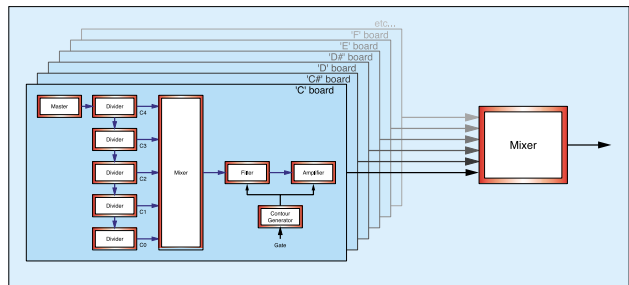 etc...
'F' board
'E' board
'D#' board
'D' board
'C#' board
'C' board
Master
Divider
C4
Divider
C3
Divider
C2
Divider
C1
Divider
C0
Mixer
Filter
Amplifier
Contour
Generator
Gate
Mixer